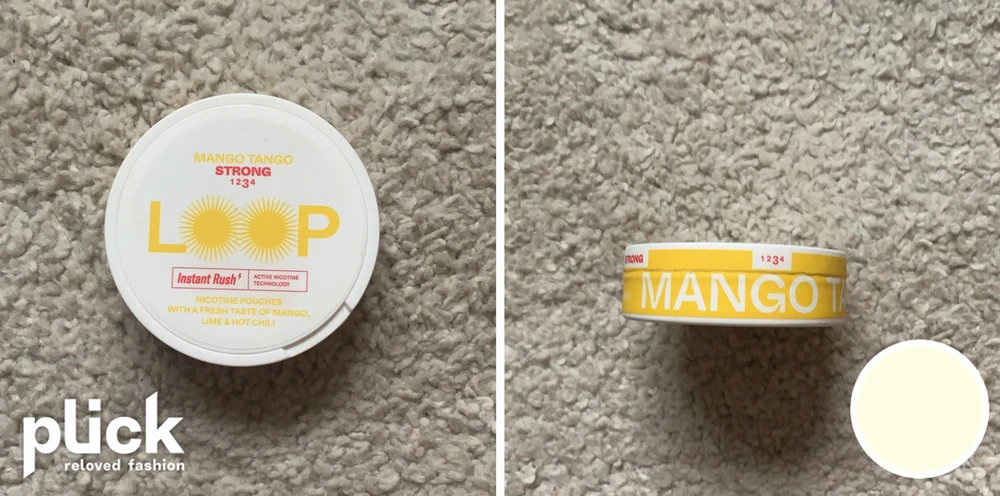 MANGO TANGO
STRONG
1234
LOOP
Instant Rush
ACTIVE NICOTINE
TECHNOLOGY
NICOTINE POUCHES
WITH A FRESH TASTE OF MANGO,
LIME & HOT CHILI
plick
reloved fashion
STRONG
1234
MANGO TA